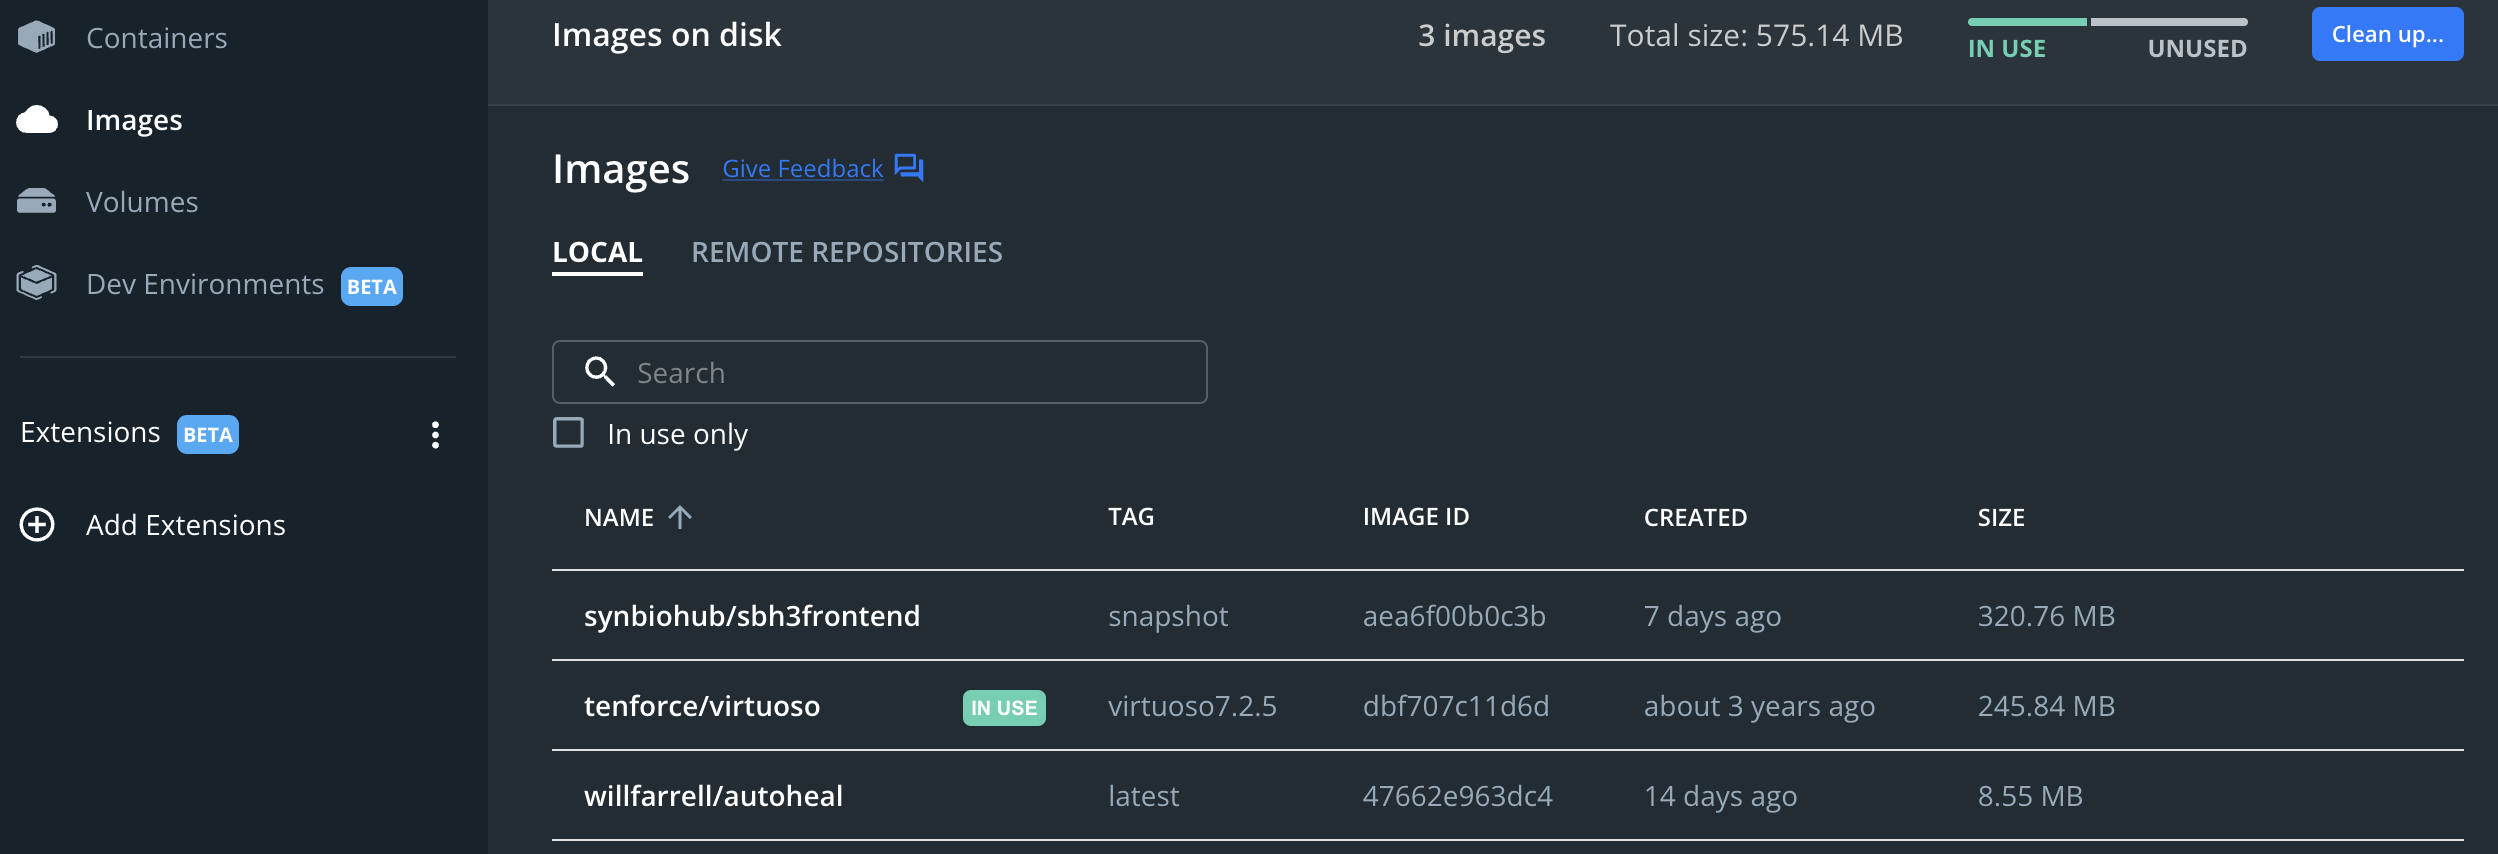 Containers
Images
Volumes
Dev Environments BETA
Extensions BETA
Add Extensions
Images on disk 3 images Total size: 575.14 MB IN USE UNUSED Clean up...
Images Give Feedback
LOCAL REMOTE REPOSITORIES
Search
In use only
NAME TAG IMAGE ID CREATED SIZE
synbiohub/sbh3frontend snapshot aea6f00b0c3b 7 days ago 320.76 MB
tenforce/virtuoso IN USE virtuoso7.2.5 dbf707c11d6d about 3 years ago 245.84 MB
willfarrell/autoheal latest 47662e963dc4 14 days ago 8.55 MB